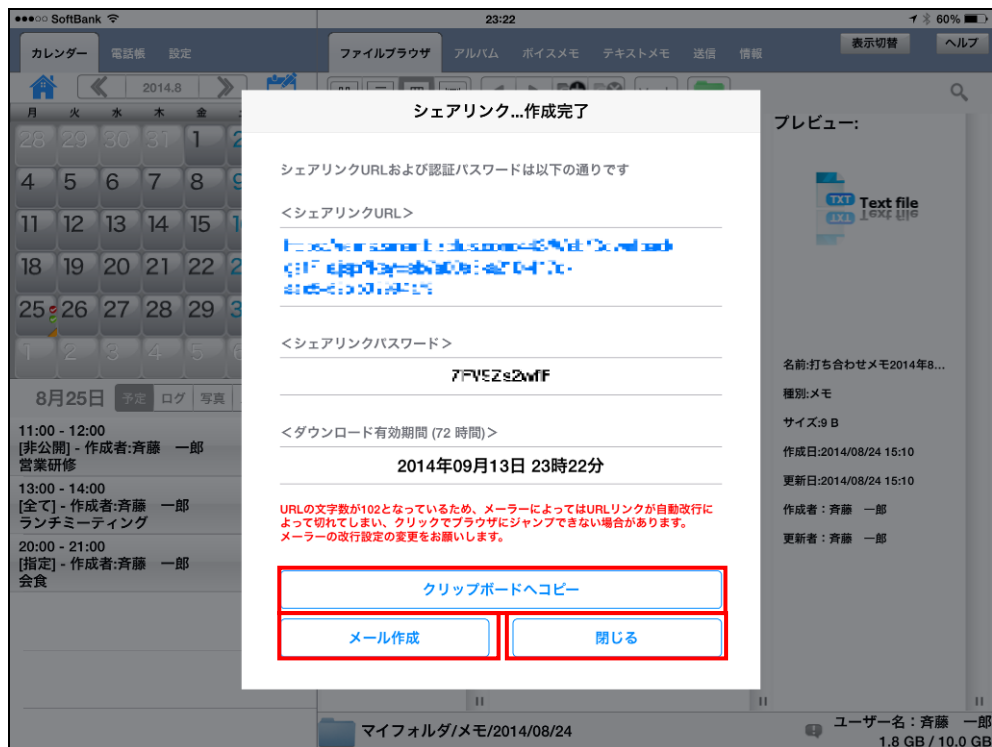 SoftBank
23:22
60%
カレンダー 電話帳 設定
ファイルブラウザ アルバム ボイスメモ テキストメモ 送信 情報
表示切替 ヘルプ
2014.8
月 火 水 木 金
28 29 30 31 1 2
4 5 6 7 8 9
11 12 13 14 15
18 19 20 21 22 2
25 26 27 28 29 3
1 2 3 4 5 6
8月25日 予定 ログ 写真
11:00 - 12:00
[非公開] - 作成者:斉藤 一郎
営業研修
13:00 - 14:00
[全て] - 作成者:斉藤 一郎
ランチミーティング
20:00 - 21:00
[指定] - 作成者:斉藤 一郎
会食
シェアリンク...作成完了
シェアリンクURLおよび認証パスワードは以下の通りです
<シェアリンクURL>
<シェアリンクパスワード>
<ダウンロード有効期間 (72 時間)>
2014年09月13日 23時22分
URLの文字数が102となっているため、メーラーによってはURLリンクが自動改行に
よって切れてしまい、クリックでブラウザにジャンプできない場合があります。
メーラーの改行設定の変更をお願いします。
クリップボードへコピー
メール作成 閉じる
プレビュー:
TXT Text file
名前:打ち合わせメモ2014年8...
種別:メモ
サイズ:9 B
作成日:2014/08/24 15:10
更新日:2014/08/24 15:10
作成者：斉藤 一郎
更新者：斉藤 一郎
マイフォルダ/メモ/2014/08/24
ユーザー名：斉藤 一郎
1.8 GB / 10.0 GB